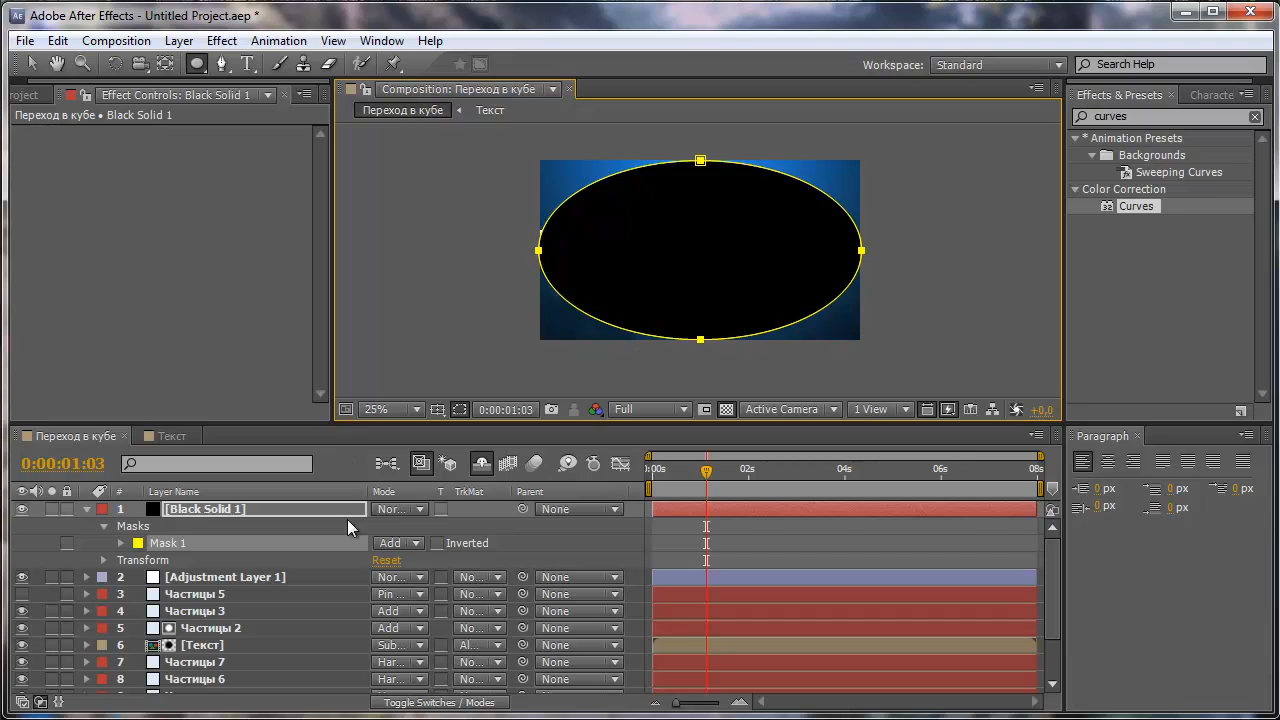 Adobe After Effects - Untitled Project.aep *
File Edit Composition Layer Effect Animation View Window Help
Workspace: Standard Search Help
roject Effect Controls: Black Solid 1
Переход в кубе • Black Solid 1
Composition: Переход в кубе
Переход в кубе Текст
25% 0:00:01:03 Full Active Camera 1 View +0,0
Effects & Presets Characte
curves
* Animation Presets
Backgrounds
Sweeping Curves
Color Correction
Curves
Переход в кубе Текст
0:00:01:03
# Layer Name Mode T TrkMat Parent
:00s 02s 04s 06s 08s
1 [Black Solid 1] Nor... None
Masks
Mask 1 Add Inverted
Transform Reset
2 [Adjustment Layer 1] Nor... No... None
3 Частицы 5 Pin ... No... None
4 Частицы 3 Add No... None
5 Частицы 2 Add No... None
6 [Текст] Sub... Al... None
7 Частицы 7 Har... No... None
8 Частицы 6 Har... No... None
Toggle Switches / Modes
Paragraph
0 px 0 px 0 px
0 px 0 px